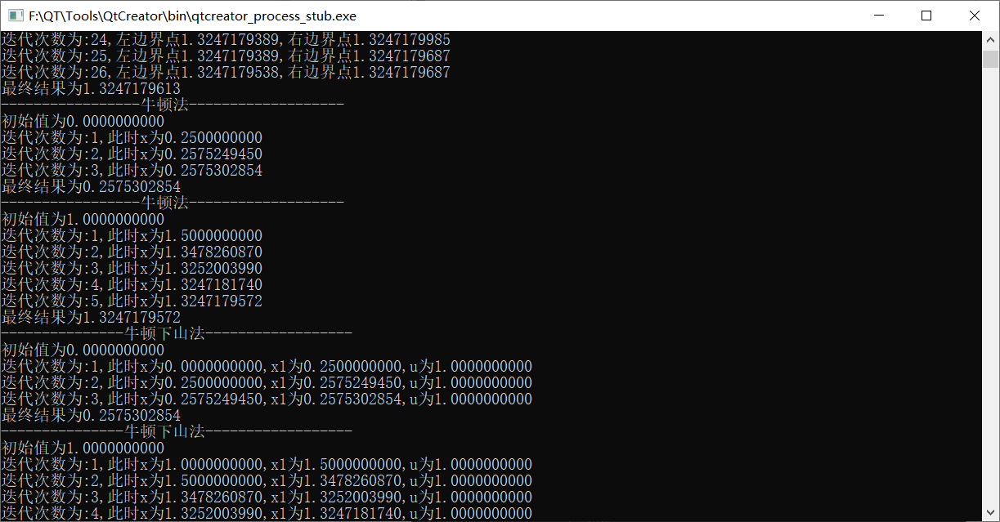 F:\QT\Tools\QtCreator\bin\qtcreator_process_stub.exe
迭代次数为:24,左边界点1.3247179389,右边界点1.3247179985
迭代次数为:25,左边界点1.3247179389,右边界点1.3247179687
迭代次数为:26,左边界点1.3247179538,右边界点1.3247179687
最终结果为1.3247179613
-----------------牛顿法-------------------
初始值为0.0000000000
迭代次数为:1,此时x为0.2500000000
迭代次数为:2,此时x为0.2575249450
迭代次数为:3,此时x为0.2575302854
最终结果为0.2575302854
-----------------牛顿法-------------------
初始值为1.0000000000
迭代次数为:1,此时x为1.5000000000
迭代次数为:2,此时x为1.3478260870
迭代次数为:3,此时x为1.3252003990
迭代次数为:4,此时x为1.3247181740
迭代次数为:5,此时x为1.3247179572
最终结果为1.3247179572
---------------牛顿下山法------------------
初始值为0.0000000000
迭代次数为:1,此时x为0.0000000000,x1为0.2500000000,u为1.0000000000
迭代次数为:2,此时x为0.2500000000,x1为0.2575249450,u为1.0000000000
迭代次数为:3,此时x为0.2575249450,x1为0.2575302854,u为1.0000000000
最终结果为0.2575302854
---------------牛顿下山法------------------
初始值为1.0000000000
迭代次数为:1,此时x为1.0000000000,x1为1.5000000000,u为1.0000000000
迭代次数为:2,此时x为1.5000000000,x1为1.3478260870,u为1.0000000000
迭代次数为:3,此时x为1.3478260870,x1为1.3252003990,u为1.0000000000
迭代次数为:4,此时x为1.3252003990,x1为1.3247181740,u为1.0000000000